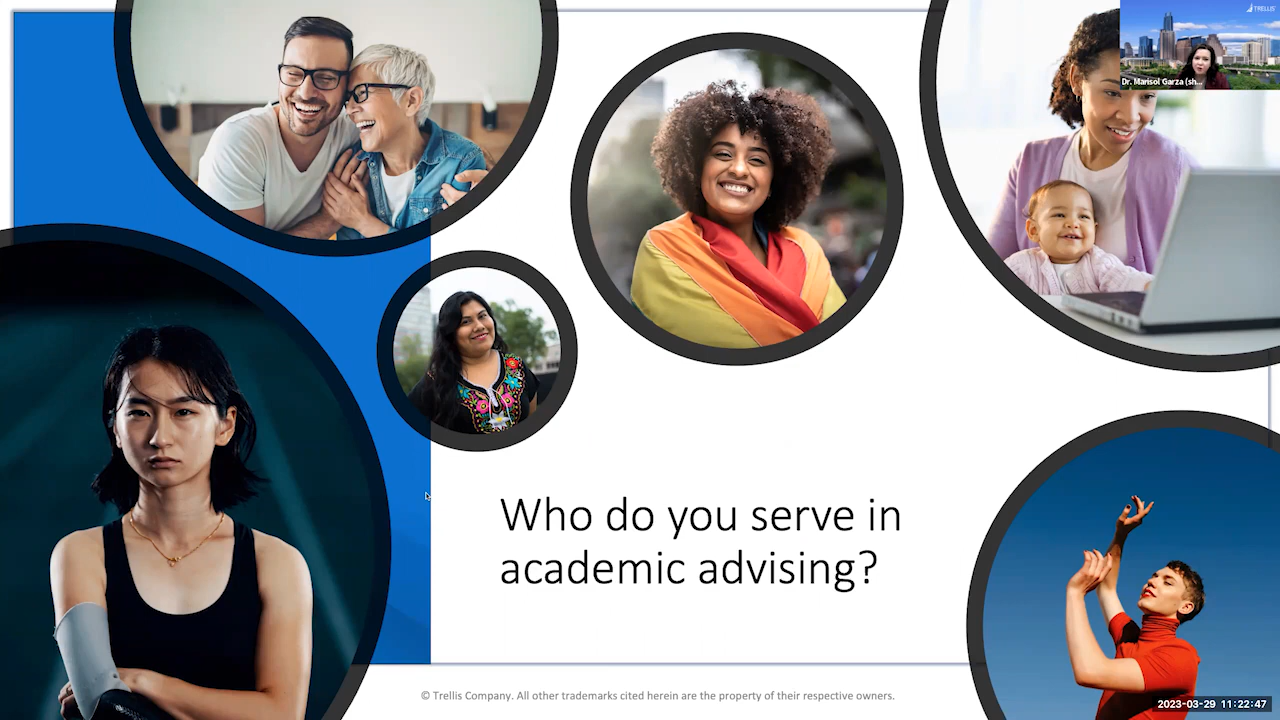 TRELLIS
Dr. Marisol Garza (sh...
Who do you serve in
academic advising?
© Trellis Company. All other trademarks cited herein are the property of their respective owners.
2023-03-29 11:22:47